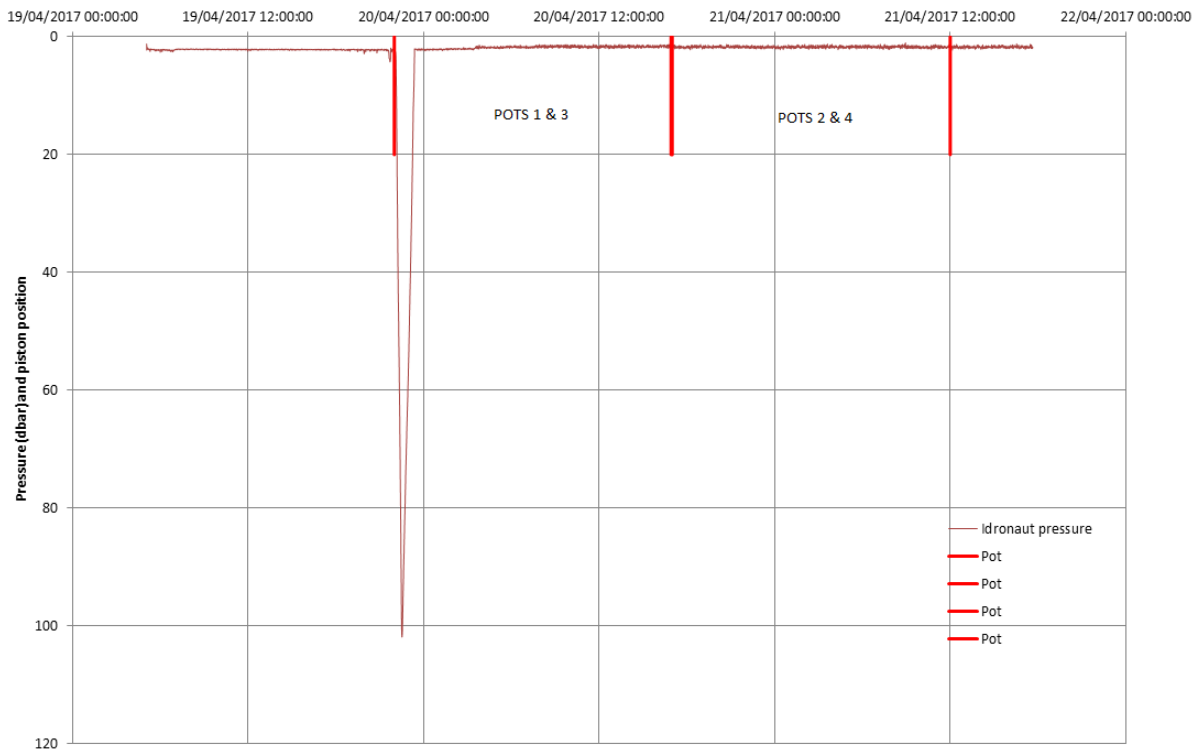 19/04/2017 00:00:00 19/04/2017 12:00:00 20/04/2017 00:00:00 20/04/2017 12:00:00 21/04/2017 00:00:00 21/04/2017 12:00:00 22/04/2017 00:00:00
0
POTS 1 & 3
POTS 2 & 4
20
40
60
80
100
120
Pressure (dbar)and piston position
Idronaut pressure
Pot
Pot
Pot
Pot